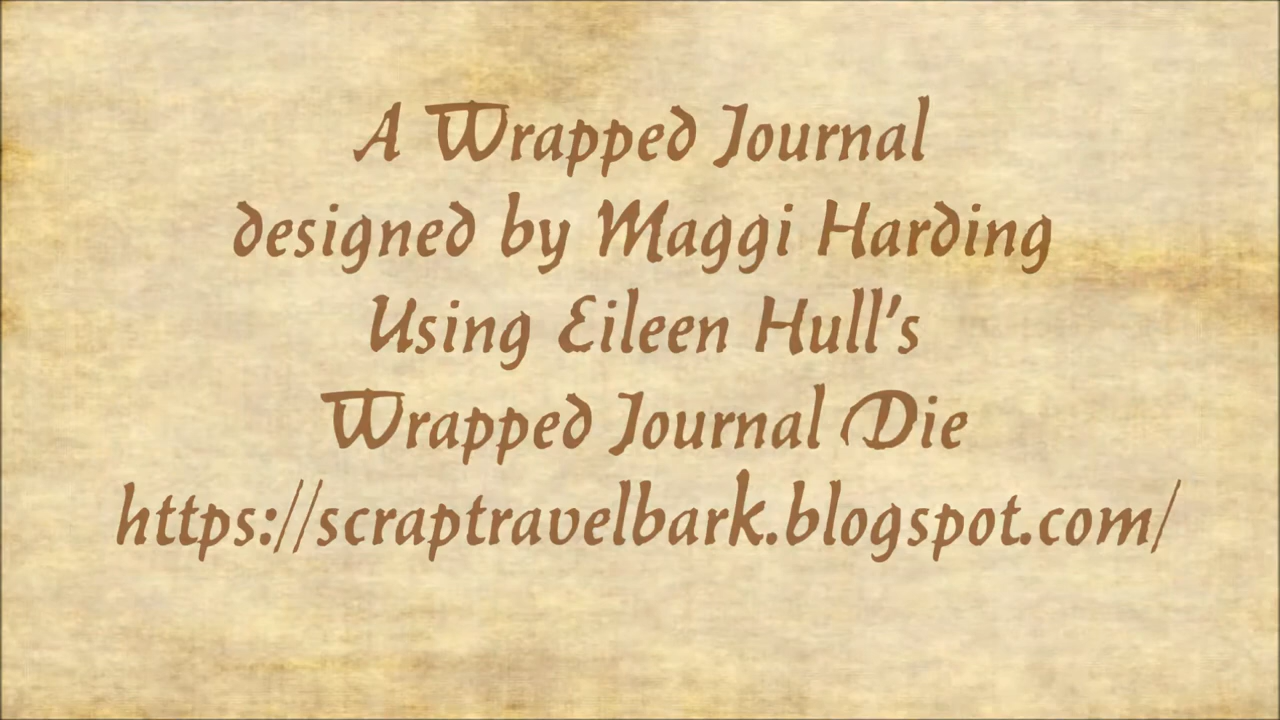 A Wrapped Journal
designed by Maggi Harding
Using Eileen Hull's
Wrapped Journal Die
https://scraptravelbark.blogspot.com/